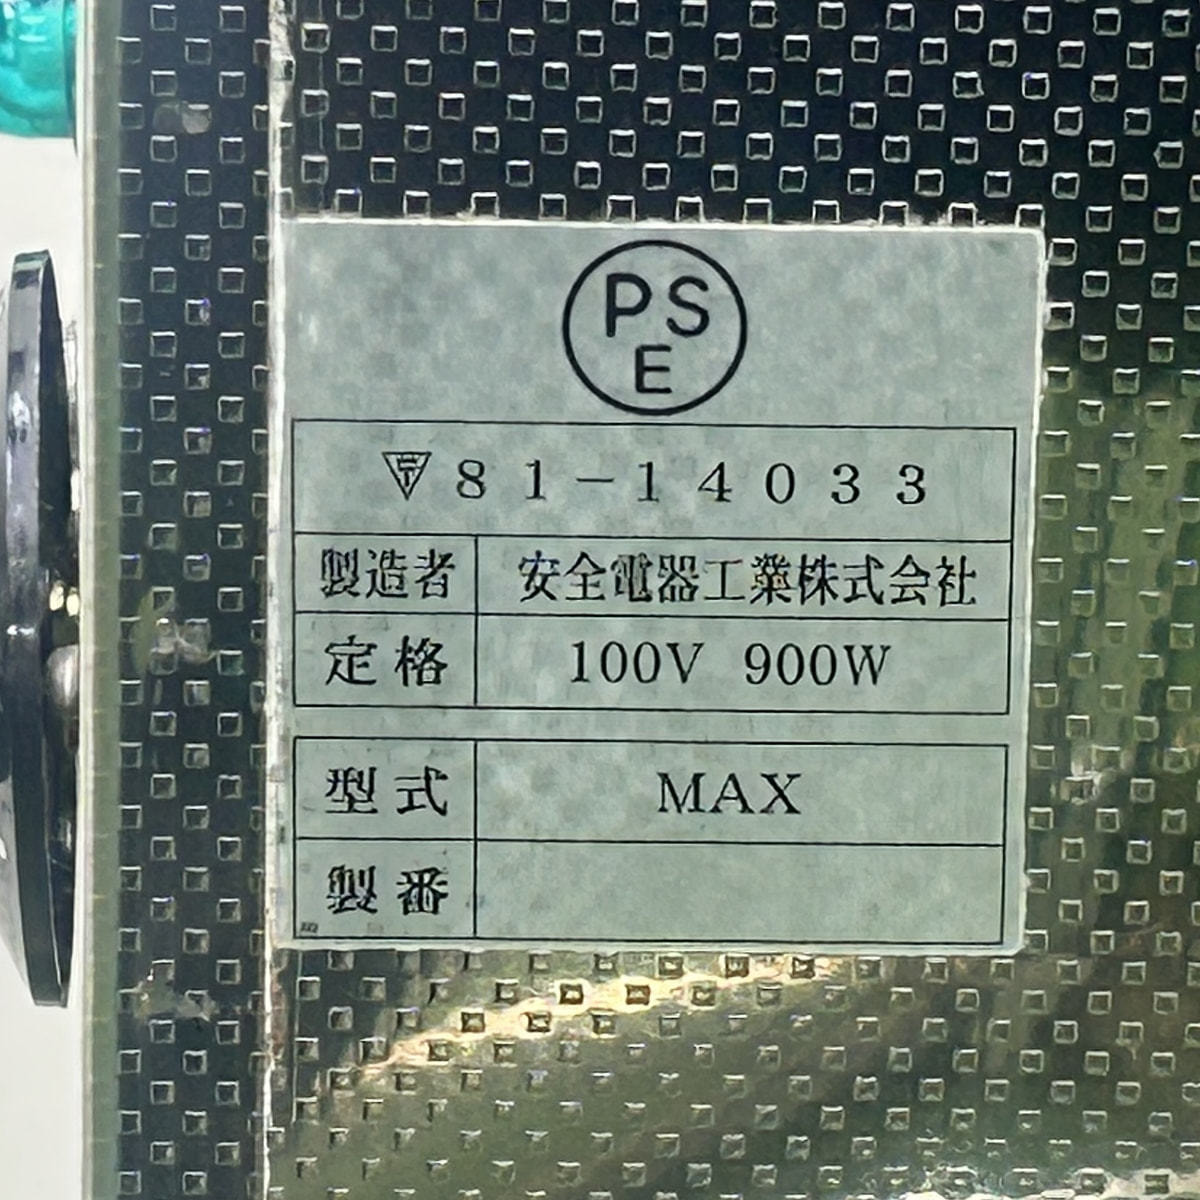 PS
E
81-14033
製造者 安全電器工業株式会社
定格 100V 900W
型式 MAX
製番